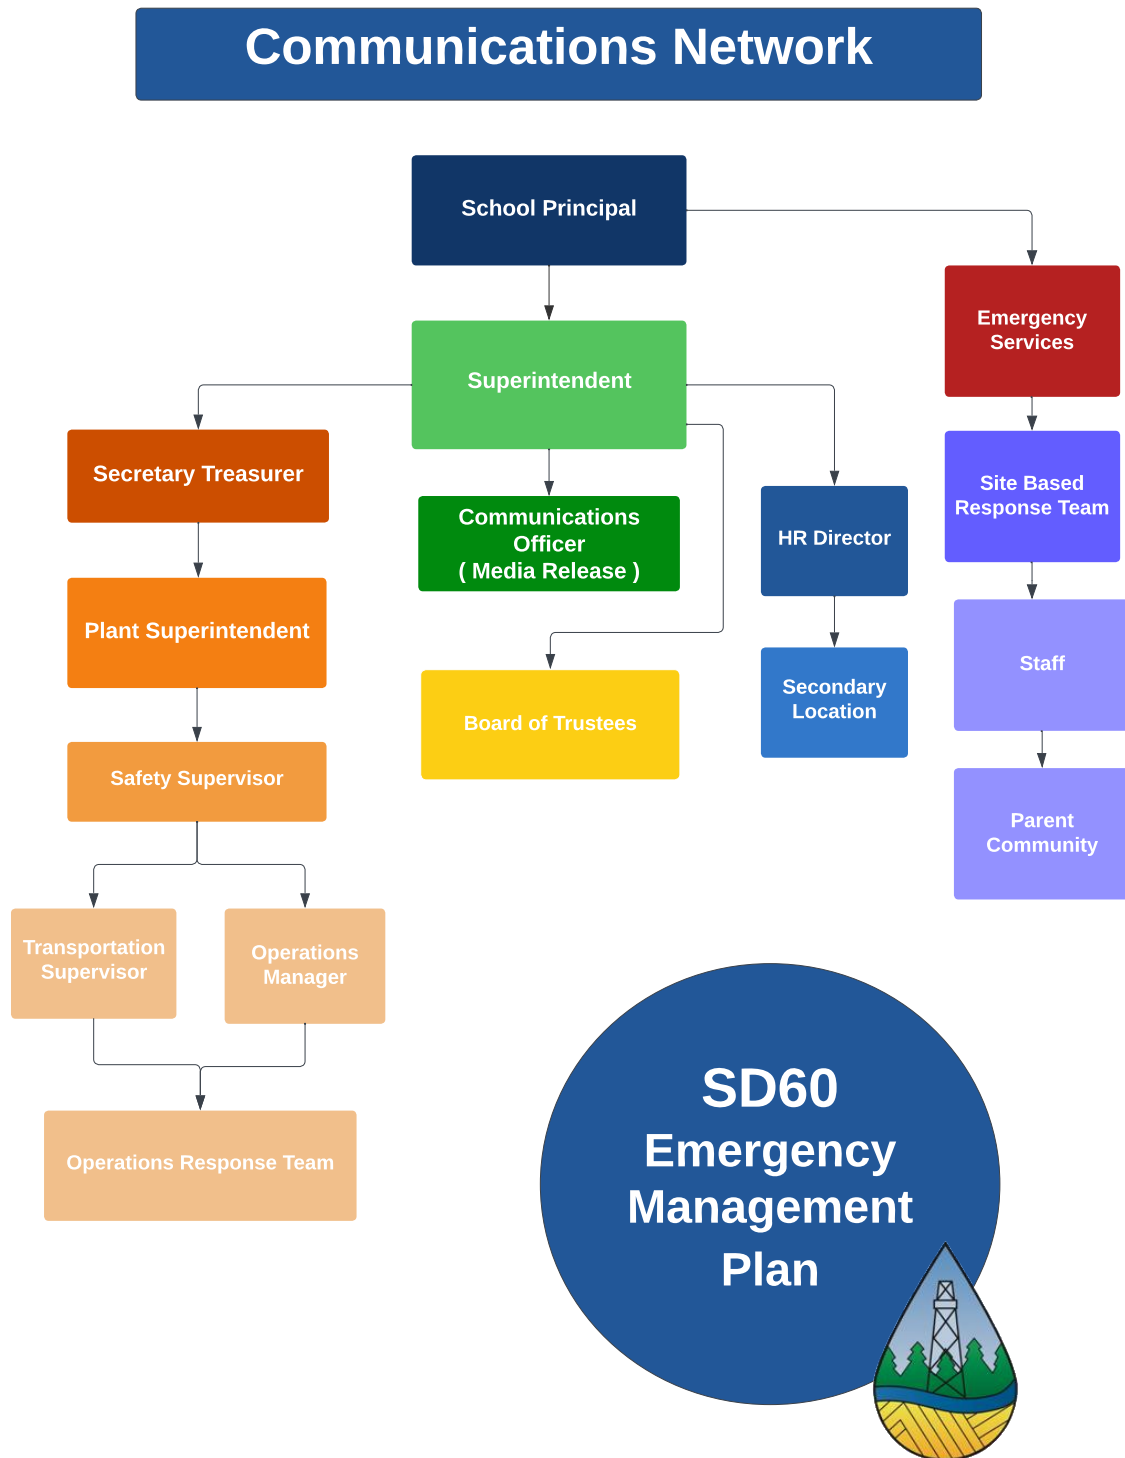 Communications Network
School Principal
Emergency
Services
Superintendent
Secretary Treasurer
Communications
Officer
( Media Release )
HR Director
Site Based
Response Team
Plant Superintendent
Board of Trustees
Secondary
Location
Staff
Safety Supervisor
Parent
Community
Transportation
Supervisor
Operations
Manager
Operations Response Team
SD60
Emergency
Management
Plan